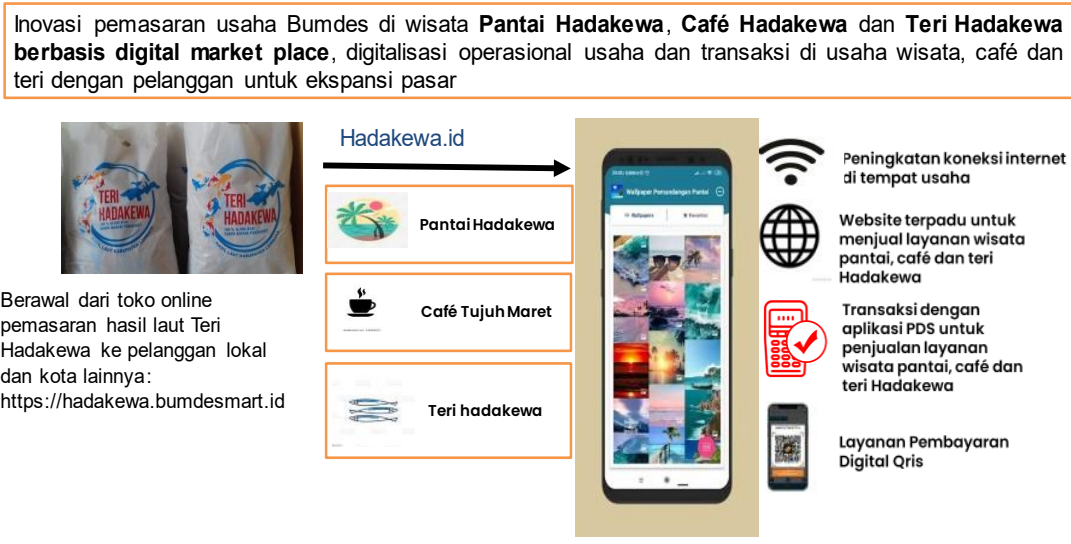 Inovasi pemasaran usaha Bumdes di wisata Pantai Hadakewa, Café Hadakewa dan Teri Hadakewa
berbasis digital market place, digitalisasi operasional usaha dan transaksi di usaha wisata, café dan
teri dengan pelanggan untuk ekspansi pasar
TERI
HADAKEWA
TERI
HADAKEWA
Berawal dari toko online
pemasaran hasil laut Teri
Hadakewa ke pelanggan lokal
dan kota lainnya:
https://hadakewa.bumdesmart.id
Hadakewa.id
Pantai Hadakewa
Café Tujuh Maret
Teri hadakewa
Wallpaper Pemandangan Pantai
Peningkatan koneksi internet
di tempat usaha
Website terpadu untuk
menjual layanan wisata
pantai, café dan teri
Hadakewa
Transaksi dengan
aplikasi PDS untuk
penjualan layanan
wisata pantai, café dan
teri Hadakewa
Layanan Pembayaran
Digital Qris